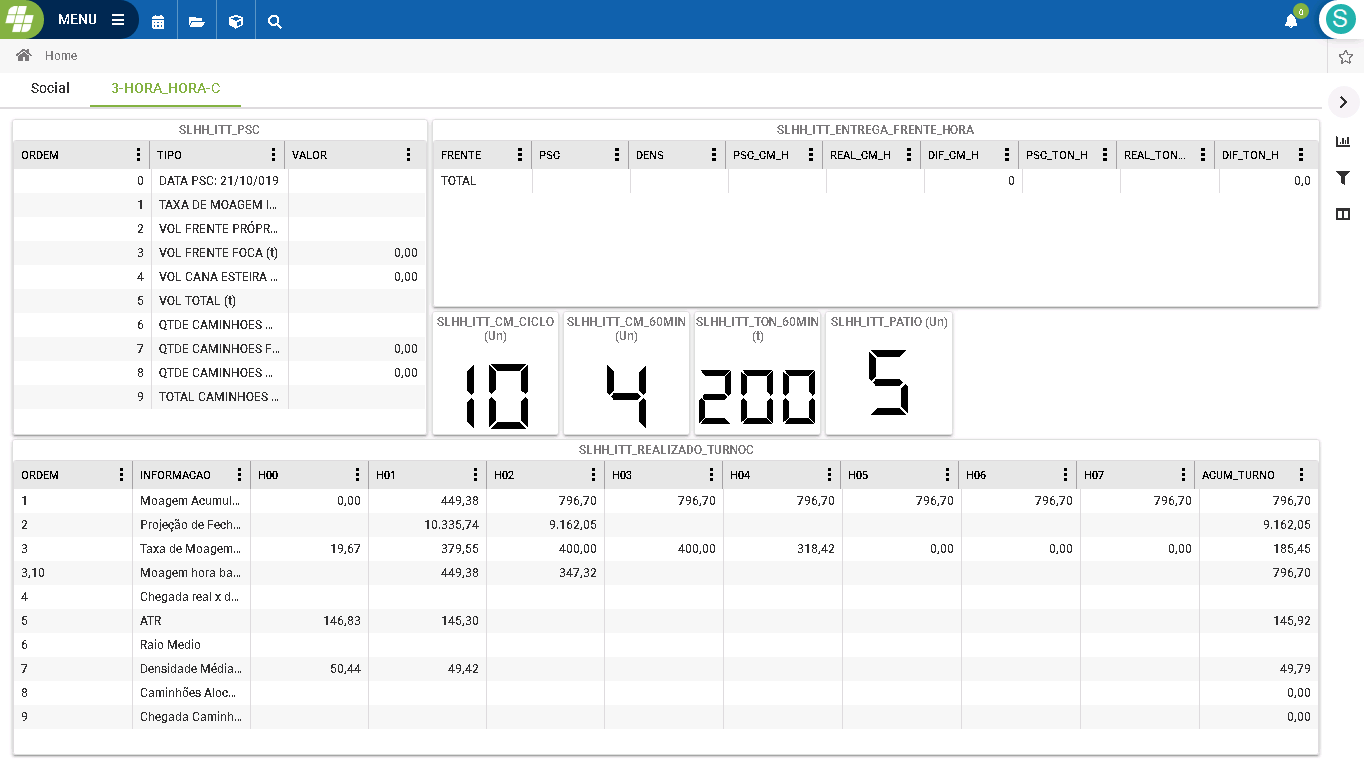 MENU
0
S
Home
Social 3-HORA_HORA-C
SLHH_ITT_PSC
ORDEM TIPO VALOR
0 DATA PSC: 21/10/019
1 TAXA DE MOAGEM I...
2 VOL FRENTE PRÓPR...
3 VOL FRENTE FOCA (t) 0,00
4 VOL CANA ESTEIRA ... 0,00
5 VOL TOTAL (t)
6 QTDE CAMINHOES ...
7 QTDE CAMINHOES F... 0,00
8 QTDE CAMINHOES ... 0,00
9 TOTAL CAMINHOES ...
SLHH_ITT_ENTREGA_FRENTE_HORA
FRENTE PSC DENS PSC_CM_H REAL_CM_H DIF_CM_H PSC_TON_H REAL_TON... DIF_TON_H
TOTAL 0 0,0
SLHH_ITT_CM_CICLO
(Un)
10
SLHH_ITT_CM_60MIN
(Un)
4
SLHH_ITT_TON_60MIN
(t)
200
SLHH_ITT_PATIO (Un)
5
SLHH_ITT_REALIZADO_TURNOC
ORDEM INFORMACAO H00 H01 H02 H03 H04 H05 H06 H07 ACUM_TURNO
1 Moagem Acumul... 0,00 449,38 796,70 796,70 796,70 796,70 796,70 796,70 796,70
2 Projeção de Fech... 10.335,74 9.162,05 9.162,05
3 Taxa de Moagem... 19,67 379,55 400,00 400,00 318,42 0,00 0,00 0,00 185,45
3,10 Moagem hora ba... 449,38 347,32 796,70
4 Chegada real x d...
5 ATR 146,83 145,30 145,92
6 Raio Medio
7 Densidade Média... 50,44 49,42 49,79
8 Caminhões Aloc... 0,00
9 Chegada Caminh... 0,00